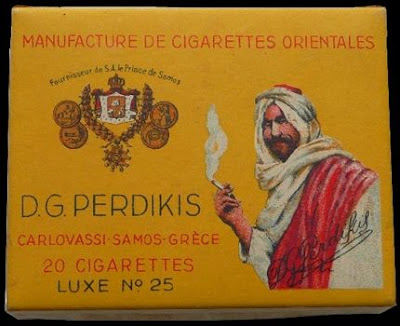 MANUFACTURE DE CIGARETTES ORIENTALES
Fournisseur de S.A. le Prince de Samos
D.G. PERDIKIS
CARLOVASSI-SAMOS-GRÈCE
20 CIGARETTES
LUXE Nº 25
D.G. Perdikis